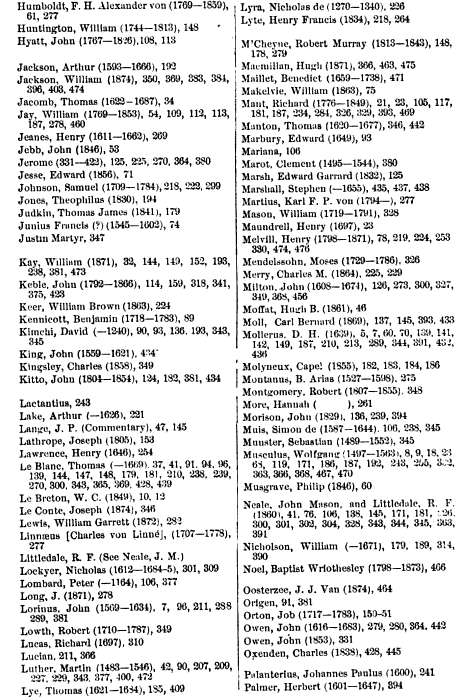 Humboldt, F. H. Alexander von (1769—1859),
61, 277
Huntington, William (1744—1813), 148
Hyatt, John (1767—1826), 108, 113
Jackson, Arthur (1593—1666), 192
Jackson, William (1874), 350, 369, 383, 384,
396, 403, 474
Jacomb, Thomas (1622—1687), 34
Jay, William (1769—1853), 54, 109, 112, 113,
187, 278, 460
Jeanes, Henry (1611—1662), 269
Jebb, John (1846), 53
Jerome (331—422), 125, 225, 270, 364, 380
Jesse, Edward (1856), 71
Johnson, Samuel (1709—1784), 218, 222, 299
Jones, Theophilus (1830), 194
Judkin, Thomas James (1841), 179
Junius Francis (?) (1545—1602), 74
Justin Martyr, 347
Kay, William (1871), 32, 144, 149, 152, 193,
238, 381, 473
Keble, John (1792—1866), 114, 159, 318, 341,
375, 423
Keer, William Brown (1863), 224
Kennicott, Benjamin (1718—1783), 89
Kimchi, David (—1240), 90, 93, 136, 193, 343,
345
King, John (1559—1621), 434
Kingsley, Charles (1858), 349
Kitto, John (1804—1854), 124, 182, 381, 434
Lactantius, 243
Lake, Arthur (—1626), 221
Lange, J. P. (Commentary), 47, 145
Lathrope, Joseph (1805), 153
Lawrence, Henry (1646), 254
Le Blanc, Thomas (—1669), 37, 41, 91, 94, 96,
139, 144, 147, 148, 179, 181, 210, 238, 239,
270, 300, 343, 365, 369, 428, 439
Le Breton, W. C. (1849), 10, 12
Le Conte, Joseph (1874), 346
Lewis, William Garrett (1872), 282
Linnæus [Charles von Linné], (1707—1778),
277
Littledale, R. F. (See Neale, J. M.)
Lockyer, Nicholas (1612—1684-5), 301, 309
Lombard, Peter (—1164), 106, 377
Long, J. (1871), 278
Lorinus, John (1569—1634), 7, 96, 211, 288
289, 381
Lowth, Robert (1710—1787), 349
Lucas, Richard (1697), 310
Lucian, 211, 366
Luther, Martin (1483—1546), 42, 90, 207, 209,
227, 229, 343, 377, 400, 472
Lye, Thomas (1621—1684), 185, 409
Lyra, Nicholas de (1270—1340), 226
Lyte, Henry Francis (1834), 218, 264
M'Cheyne, Robert Murray (1813—1843), 148,
178, 279
Macmillan, Hugh (1871), 366, 463, 475
Maillet, Benedict (1659—1738), 471
Makelvie, William (1863), 75
Mant, Richard (1776—1849), 21, 23, 105, 117,
181, 187, 234, 284, 326, 329, 393, 469
Manton, Thomas (1620—1677), 346, 442
Marbury, Edward (1649), 93
Mariana, 106
Marot, Clement (1495—1544), 380
Marsh, Edward Garrard (1832), 125
Marshall, Stephen (—1655), 435, 437, 438
Martius, Karl F. P. von (1794—), 277
Mason, William (1719—1791), 328
Maundrell, Henry (1697), 23
Melvill, Henry (1798—1871), 78, 219, 224, 253
330, 474, 476
Mendelssohn, Moses (1729—1786), 326
Merry, Charles M. (1864), 225, 229
Milton, John (1608—1674), 126, 273, 300, 327,
349, 368, 456
Moffat, Hugh B. (1861), 46
Moll, Carl Bernard (1869), 137, 145, 393, 433
Mollerus, D. H. (1639), 5, 7, 60, 70, 139, 141,
142, 149, 187, 210, 213, 289, 344, 391, 432,
436
Molyneux, Capel (1855), 182, 183, 184, 186
Montanus, B. Arias (1527—1598), 275
Montgomery, Robert (1807—1855), 348
More, Hannah ( ), 261
Morison, John (1829), 136, 239, 394
Muis, Simon de (1587—1644), 106, 238, 345
Munster, Sebastian (1489—1552), 345
Musculus, Wolfgang (1497—1563), 8, 9, 18, 23
68, 119, 171, 186, 187, 192, 243, 255,
363, 366, 368, 467, 470
Musgrave, Philip (1846), 60
Neale, John Mason, and Littledale, R. F.
(1860), 41, 76, 106, 138, 145, 171, 181,
300, 301, 302, 304, 328, 343, 344, 345, 363,
391
Nicholson, William (—1671), 179, 189, 314,
390
Noel, Baptist Wriothesley (1798—1873), 466
Oosterzee, J. J. Van (1874), 464
Origen, 91, 381
Orton, Job (1717—1783), 150-51
Owen, John (1616—1683), 279, 280, 364, 442
Owen, John (1853), 331
Oxenden, Charles (1838), 428, 445
Palanterius, Johannes Paulus (1600), 241
Palmer, Herbert (1601—1647), 394